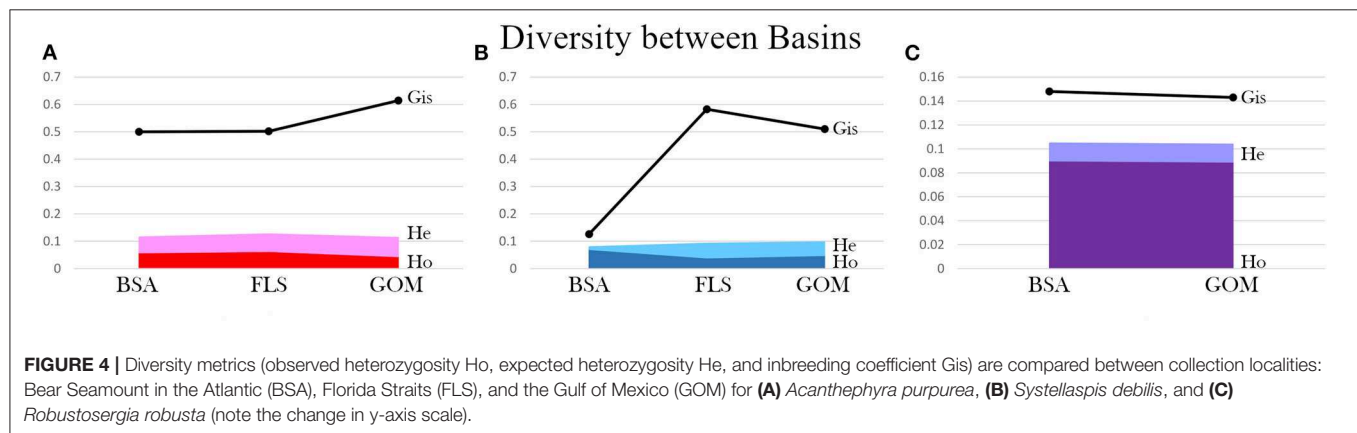 Diversity between Basins
A
0.7
0.6
0.5
0.4
0.3
0.2
0.1
0
Gis
He
Ho
BSA FLS GOM
B
0.7
0.6
0.5
0.4
0.3
0.2
0.1
0
Gis
He
Ho
BSA FLS GOM
C
0.16
0.14
0.12
0.1
0.08
0.06
0.04
0.02
0
Gis
He
Ho
BSA GOM
FIGURE 4 | Diversity metrics (observed heterozygosity Ho, expected heterozygosity He, and inbreeding coefficient Gis) are compared between collection localities:
Bear Seamount in the Atlantic (BSA), Florida Straits (FLS), and the Gulf of Mexico (GOM) for (A) Acanthephyra purpurea, (B) Systellaspis debilis, and (C)
Robustosergia robusta (note the change in y-axis scale).